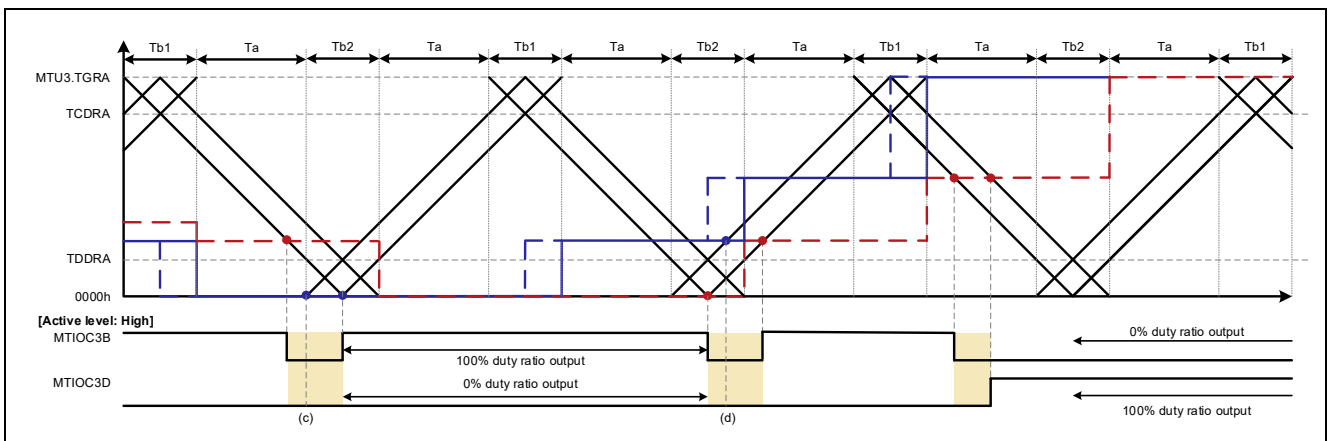 Tb1 Ta Tb2 Ta Tb1 Ta Tb2 Ta Tb1 Ta Tb2 Ta Tb1
MTU3.TGRA
TCDRA
TDDRA
0000h
[Active level: High]
MTIOC3B
0% duty ratio output
100% duty ratio output
MTIOC3D
0% duty ratio output
100% duty ratio output
(c) (d)